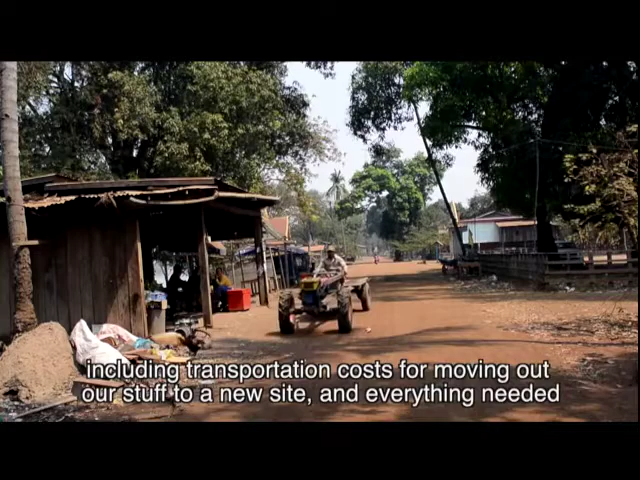 including transportation costs for moving out
our stuff to a new site, and everything needed